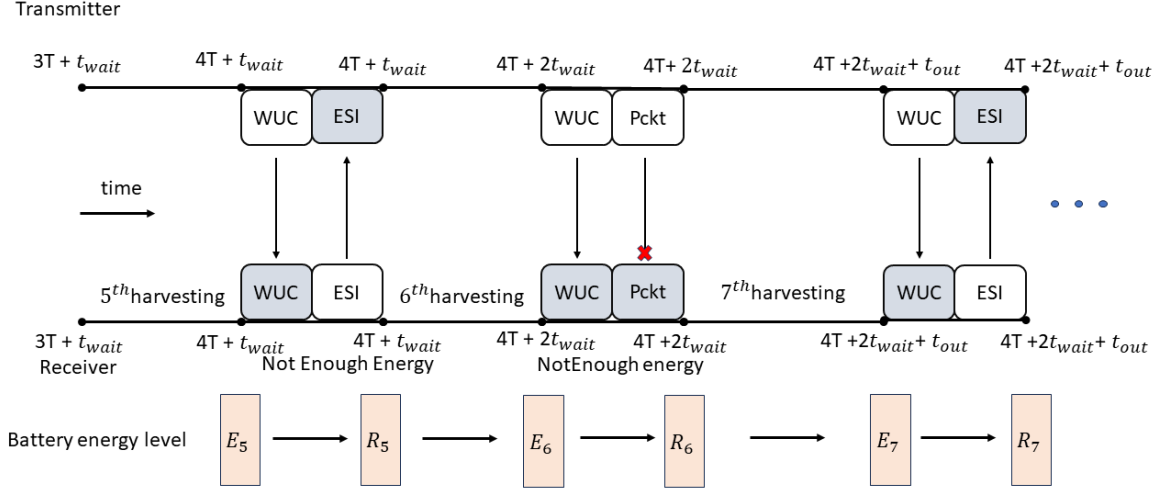 Transmitter
3T + t_wait
4T + t_wait
4T + t_wait
4T + 2t_wait
4T+ 2t_wait
4T +2t_wait+ t_out
4T +2t_wait+ t_out
WUC ESI
WUC Pckt
WUC ESI
time
5^th harvesting
WUC ESI
6^th harvesting
WUC Pckt
7^th harvesting
WUC ESI
3T + t_wait
4T + t_wait
4T + t_wait
4T + 2t_wait
4T +2t_wait
4T +2t_wait+ t_out
4T +2t_wait+ t_out
Receiver
Not Enough Energy
NotEnough energy
Battery energy level
E_5
R_5
E_6
R_6
E_7
R_7